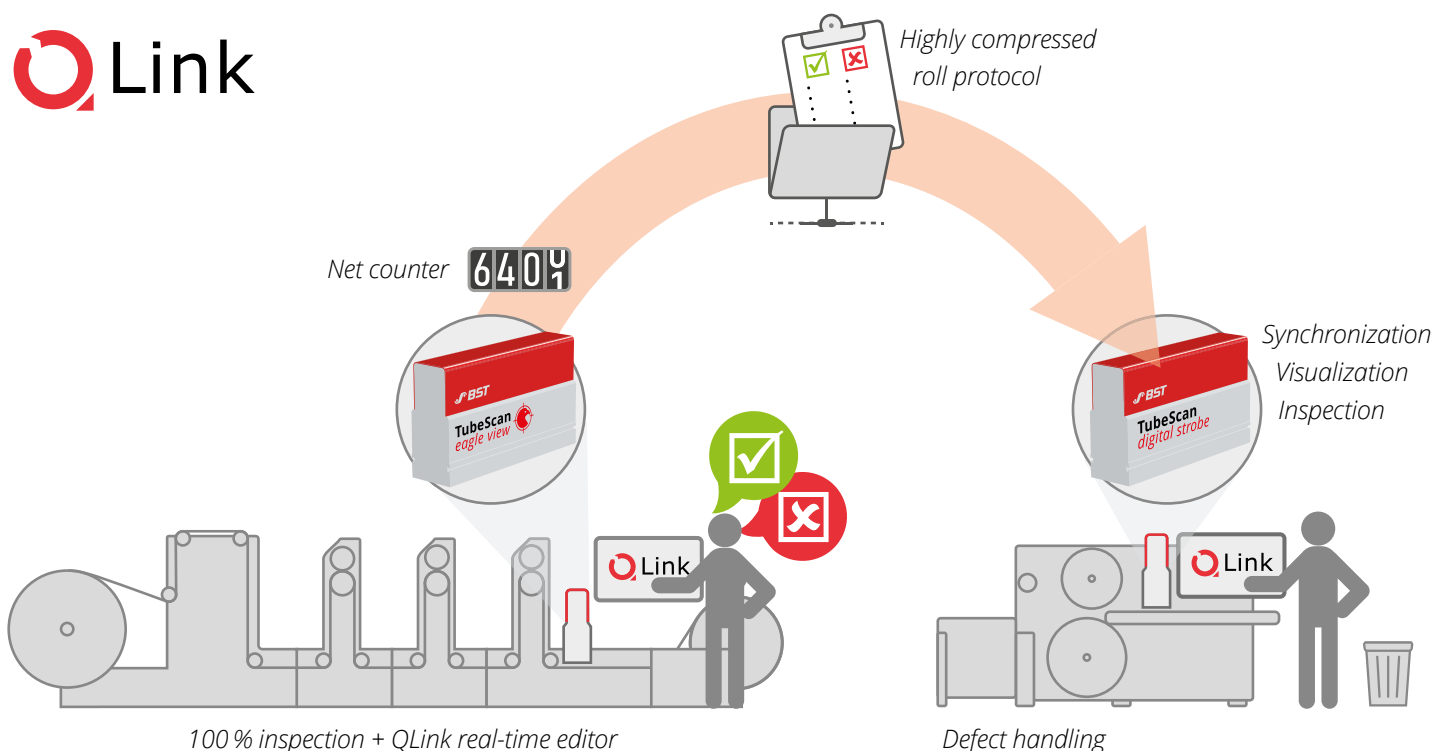 QLink
Highly compressed
roll protocol
Net counter
6401
BST
TubeScan
eagle view
BST
TubeScan
digital strobe
Synchronization
Visualization
Inspection
QLink
QLink
100 % inspection + QLink real-time editor
Defect handling